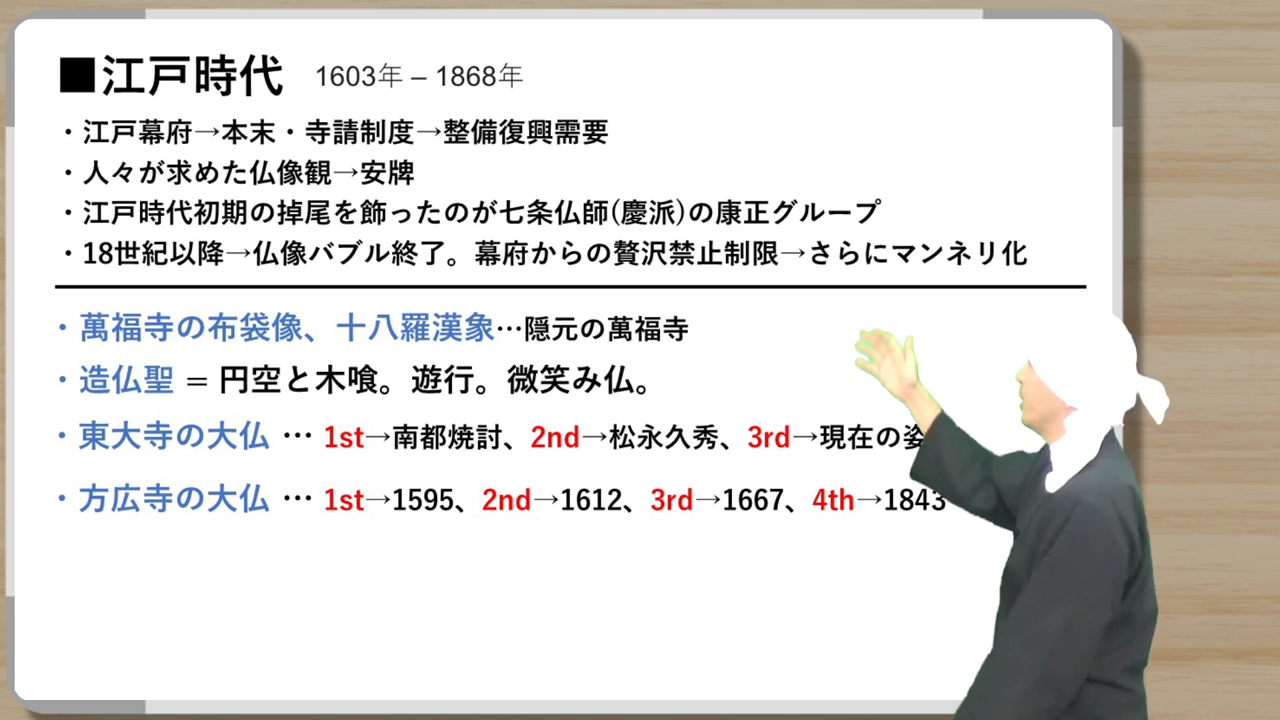 ■江戸時代 1603年 – 1868年
・江戸幕府→本末・寺請制度→整備復興需要
・人々が求めた仏像観→安牌
・江戸時代初期の掉尾を飾ったのが七条仏師(慶派)の康正グループ
・18世紀以降→仏像バブル終了。幕府からの贅沢禁止制限→さらにマンネリ化
・萬福寺の布袋像、十八羅漢象…隠元の萬福寺
・造仏聖 = 円空と木喰。遊行。微笑み仏。
・東大寺の大仏 … 1st→南都焼討、2nd→松永久秀、3rd→現在の姿
・方広寺の大仏 … 1st→1595、2nd→1612、3rd→1667、4th→1843